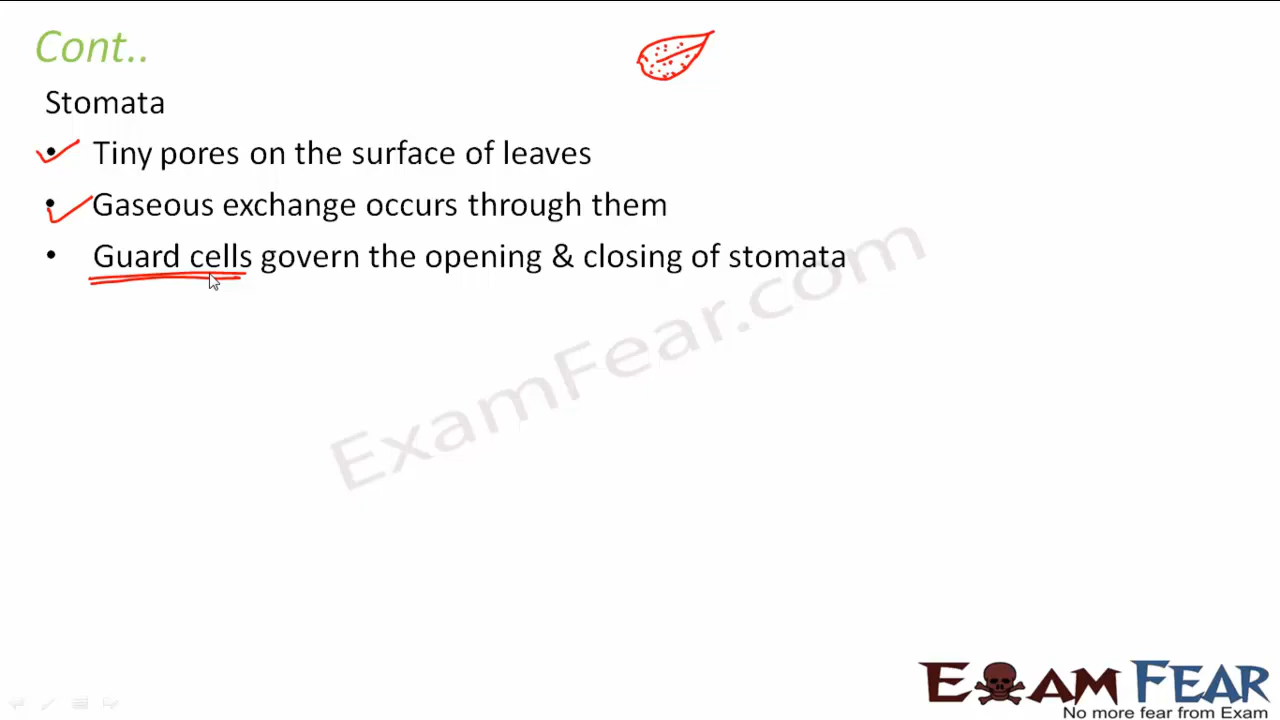 Cont..
Stomata
• Tiny pores on the surface of leaves
• Gaseous exchange occurs through them
• Guard cells govern the opening & closing of stomata
ExamFear.com
EXAM FEAR
No more fear from Exam